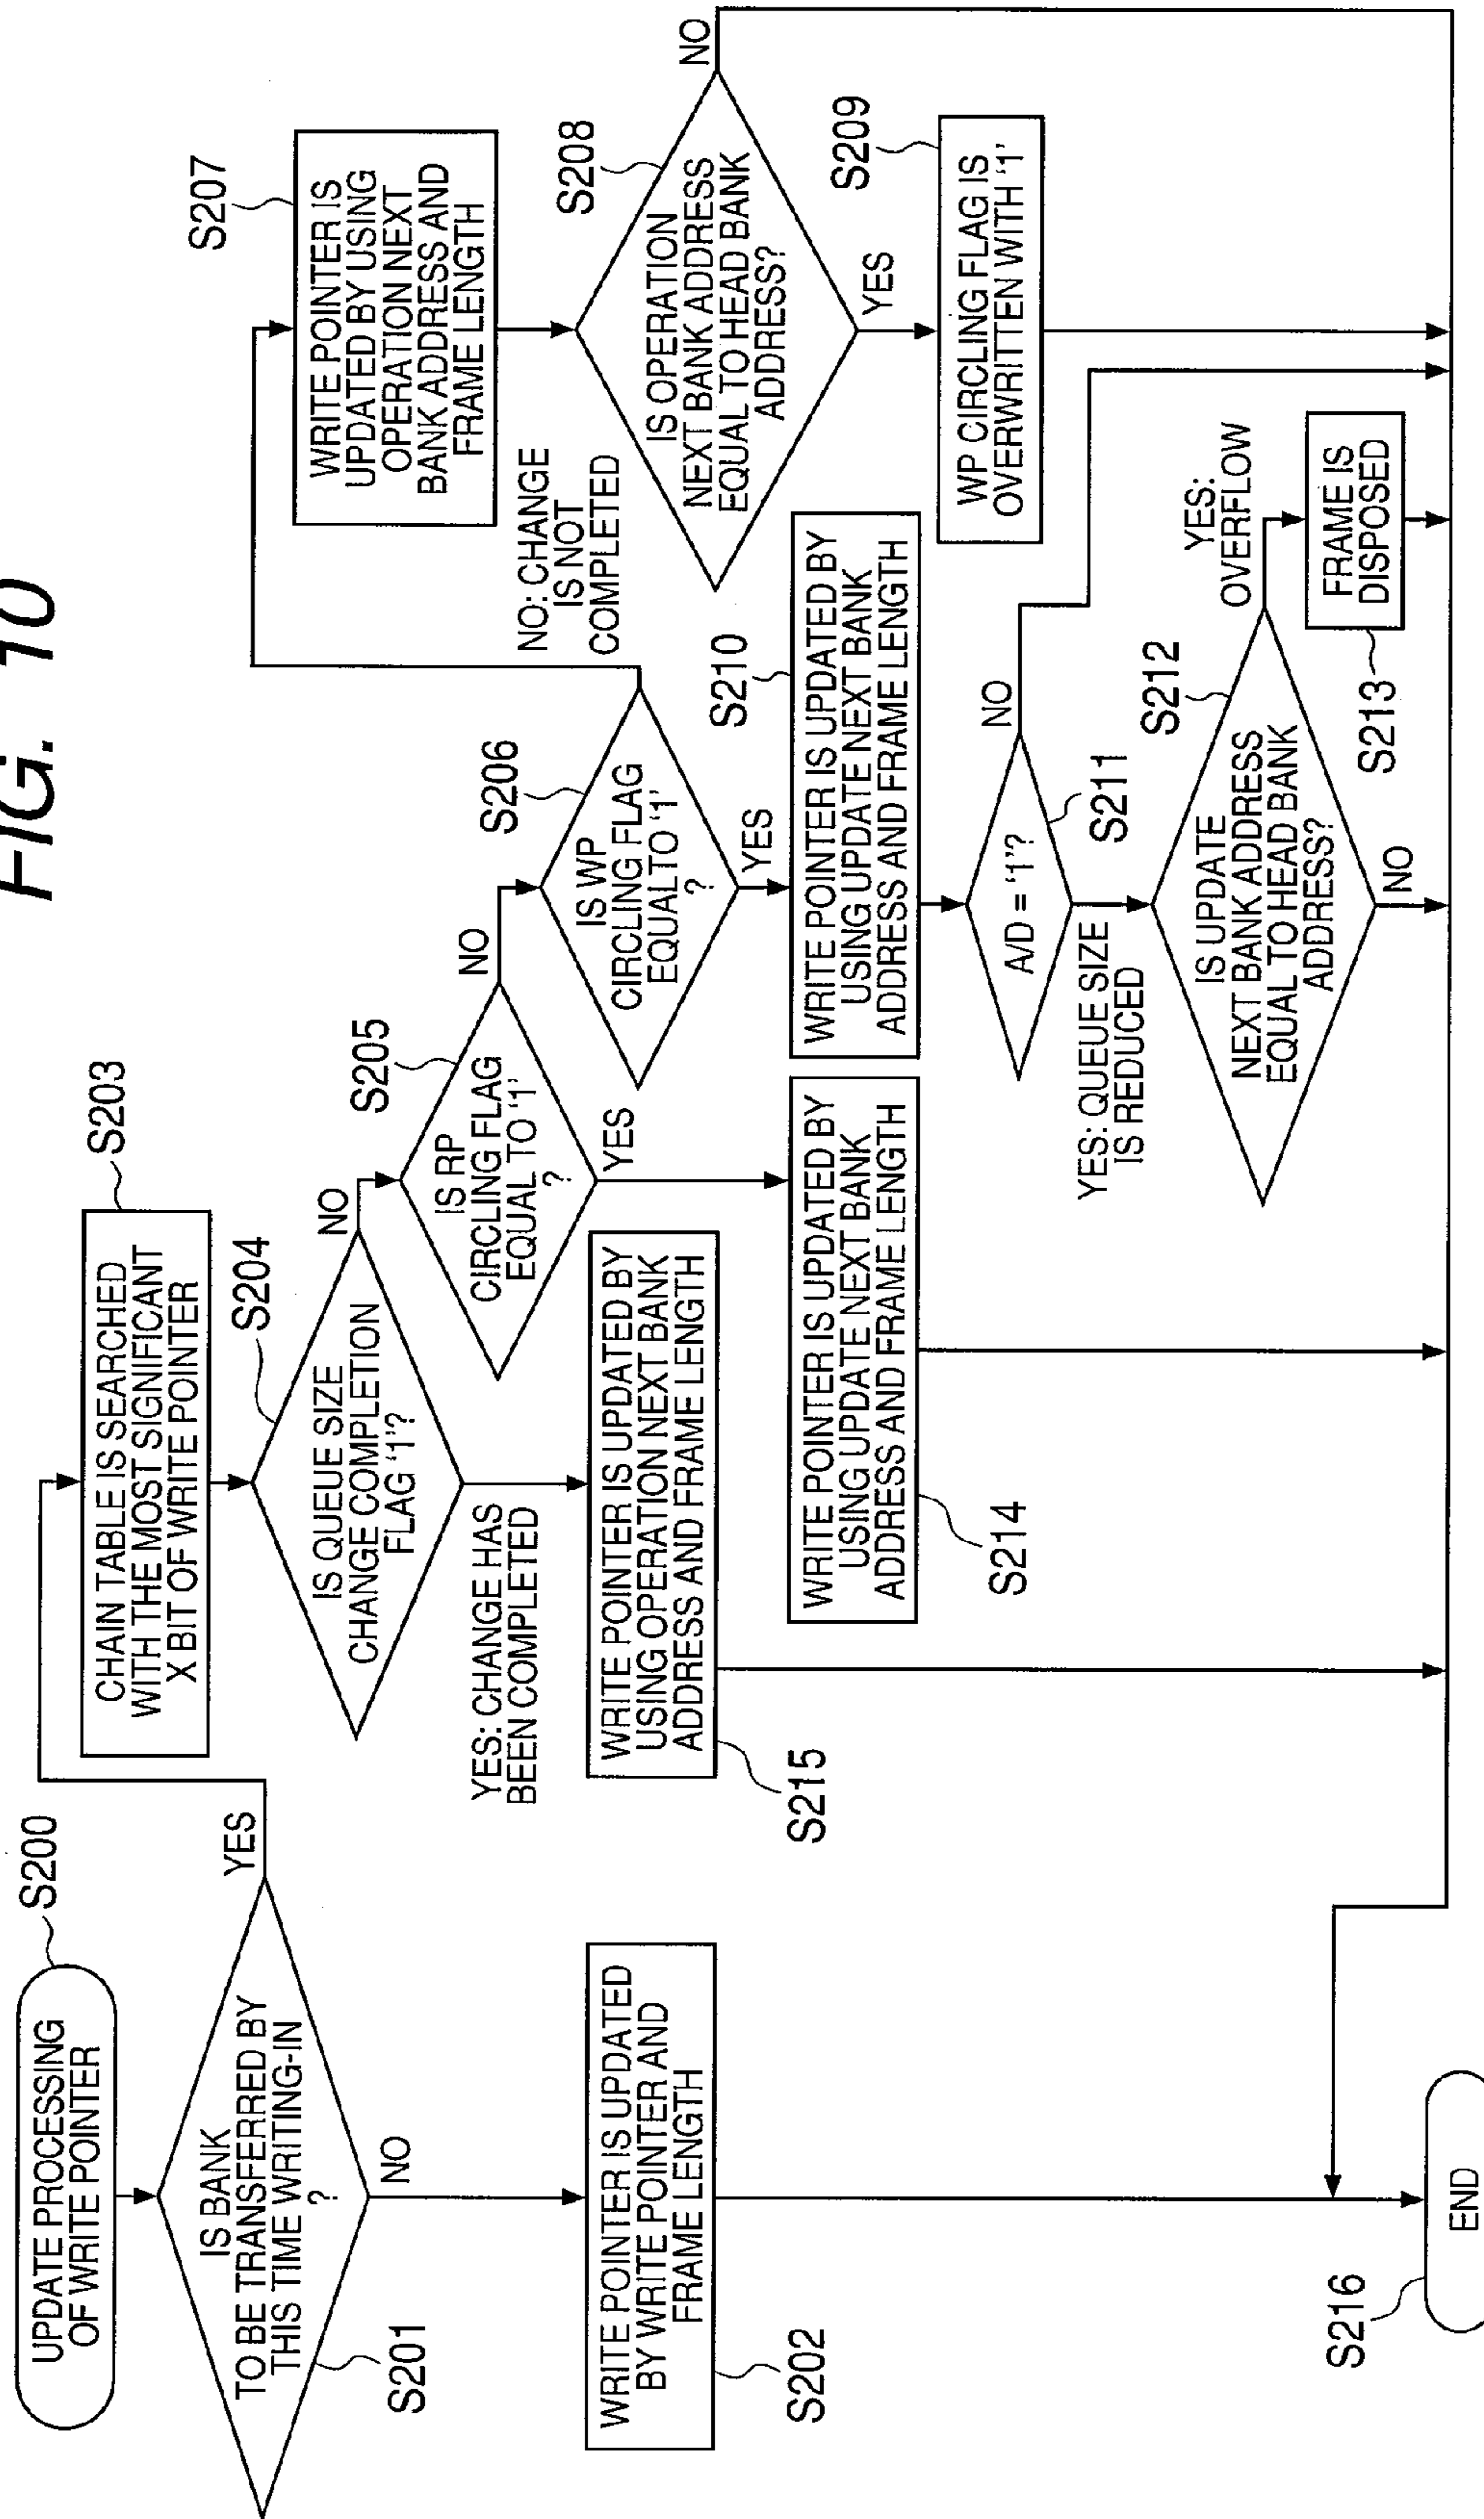 FIG. 10
S200
UPDATE PROCESSING
OF WRITE POINTER
IS BANK
TO BE TRANSFERRED BY
THIS TIME WRITING-IN
?
S201
YES
NO
WRITE POINTER IS UPDATED
BY WRITE POINTER AND
FRAME LENGTH
S202
S203
CHAIN TABLE IS SEARCHED
WITH THE MOST SIGNIFICANT
X BIT OF WRITE POINTER
S204
IS QUEUE SIZE
CHANGE COMPLETION
FLAG '1'?
NO
YES: CHANGE HAS
BEEN COMPLETED
WRITE POINTER IS UPDATED BY
USING OPERATION NEXT BANK
ADDRESS AND FRAME LENGTH
S215
S205
IS RP
CIRCLING FLAG
EQUAL TO '1'
?
NO
YES
WRITE POINTER IS UPDATED BY
USING UPDATE NEXT BANK
ADDRESS AND FRAME LENGTH
S214
S206
IS WP
CIRCLING FLAG
EQUAL TO '1'
?
NO: CHANGE
IS NOT
COMPLETED
YES
S207
WRITE POINTER IS
UPDATED BY USING
OPERATION NEXT
BANK ADDRESS AND
FRAME LENGTH
S208
IS OPERATION
NEXT BANK ADDRESS
EQUAL TO HEAD BANK
ADDRESS?
NO
YES
S209
WP CIRCLING FLAG IS
OVERWRITTEN WITH '1'
S210
WRITE POINTER IS UPDATED BY
USING UPDATE NEXT BANK
ADDRESS AND FRAME LENGTH
A/D = '1'?
S211
NO
YES: QUEUE SIZE
IS REDUCED
S212
IS UPDATE
NEXT BANK ADDRESS
EQUAL TO HEAD BANK
ADDRESS?
YES:
OVERFLOW
NO
FRAME IS
DISPOSED
S213
S216
END